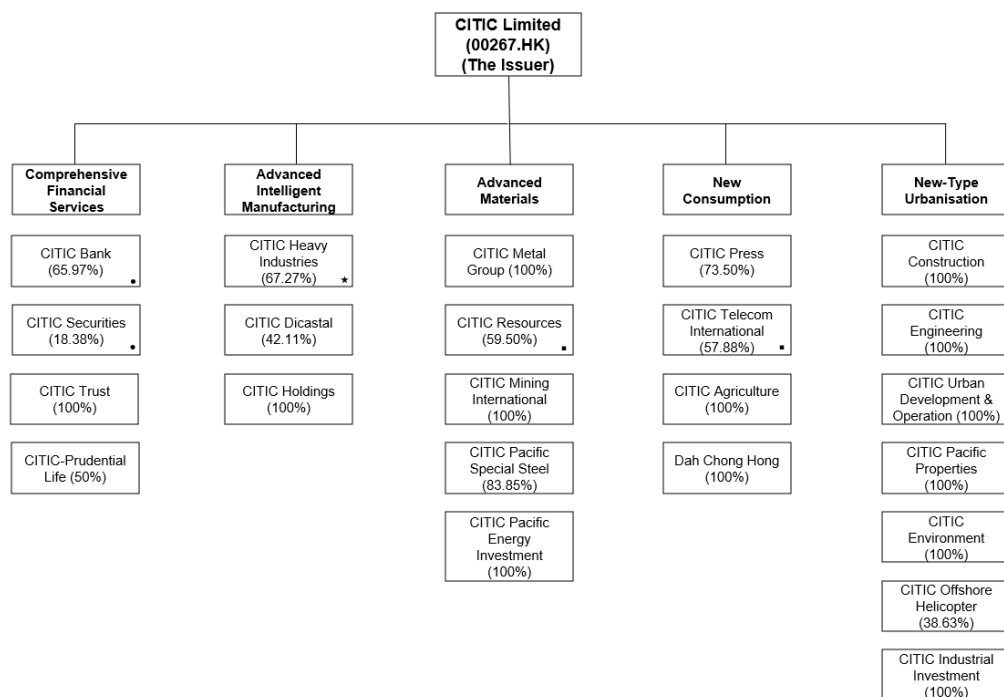 CITIC Limited
(00267.HK)
(The Issuer)
Comprehensive
Financial
Services
Advanced
Intelligent
Manufacturing
Advanced
Materials
New
Consumption
New-Type
Urbanisation
CITIC Bank
(65.97%)
●
CITIC Heavy
Industries
(67.27%) ★
CITIC Metal
Group (100%)
CITIC Press
(73.50%)
CITIC
Construction
(100%)
CITIC Securities
(18.38%)
●
CITIC Dicastal
(42.11%)
CITIC Resources
(59.50%)
■
CITIC Telecom
International
(57.88%) ■
CITIC
Engineering
(100%)
CITIC Trust
(100%)
CITIC Holdings
(100%)
CITIC Mining
International
(100%)
CITIC Agriculture
(100%)
CITIC Urban
Development &
Operation (100%)
CITIC-Prudential
Life (50%)
CITIC Pacific
Special Steel
(83.85%)
Dah Chong Hong
(100%)
CITIC Pacific
Properties
(100%)
CITIC Pacific
Energy
Investment
(100%)
CITIC
Environment
(100%)
CITIC Offshore
Helicopter
(38.63%)
CITIC Industrial
Investment
(100%)